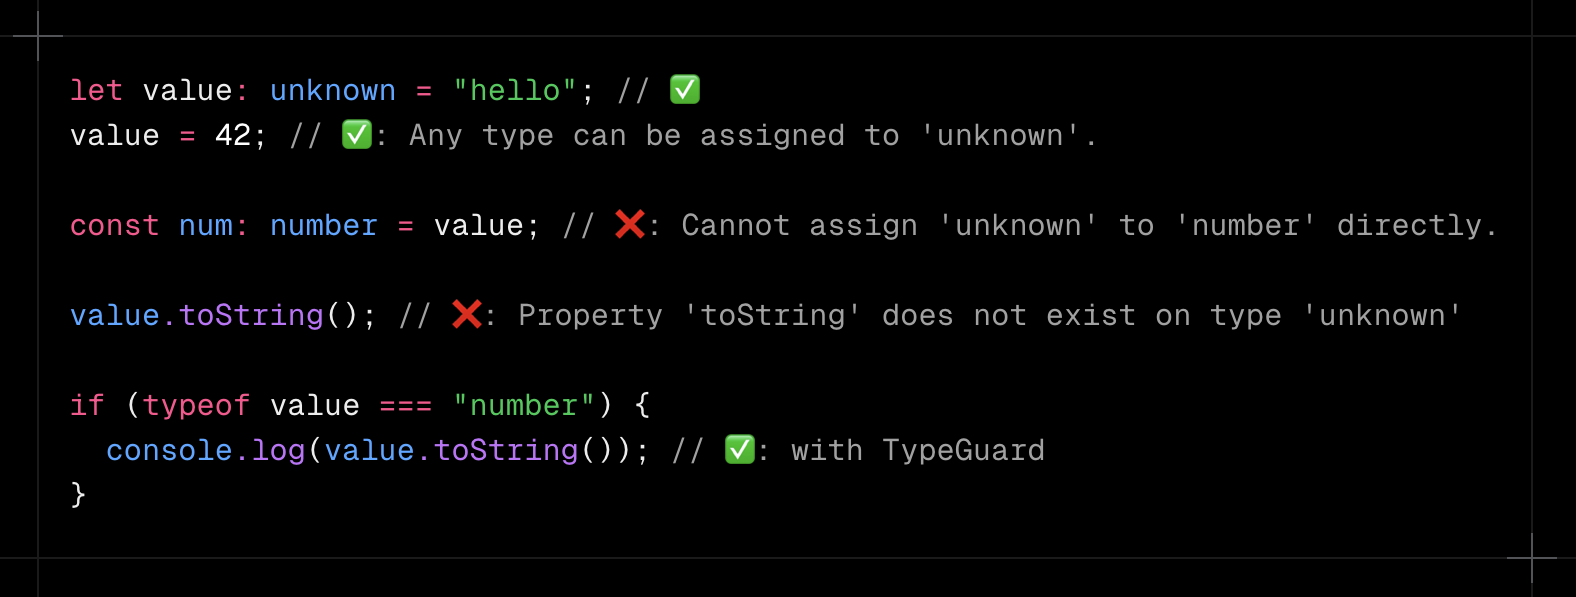 let value: unknown = "hello"; // ✅
value = 42; // ✅: Any type can be assigned to 'unknown'.
const num: number = value; // ❌: Cannot assign 'unknown' to 'number' directly.
value.toString(); // ❌: Property 'toString' does not exist on type 'unknown'
if (typeof value === "number") {
  console.log(value.toString()); // ✅: with TypeGuard
}